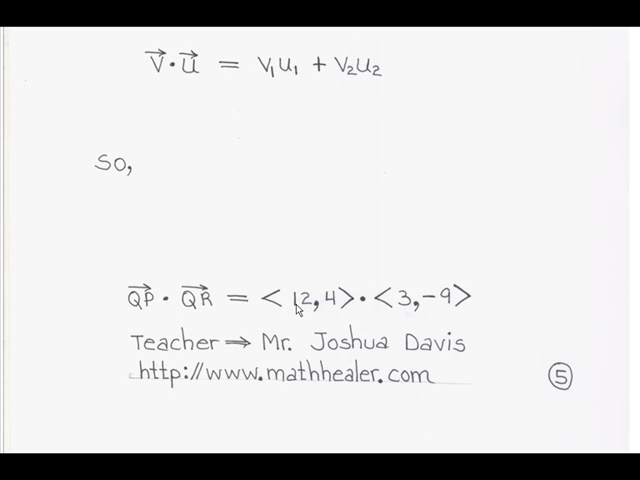 V⃗ · U⃗ = V₁U₁ + V₂U₂
So,
QP⃗ · QR⃗ = <12, 4> · <3, -9>
Teacher ⇒ Mr. Joshua Davis
http://www.mathhealer.com
5